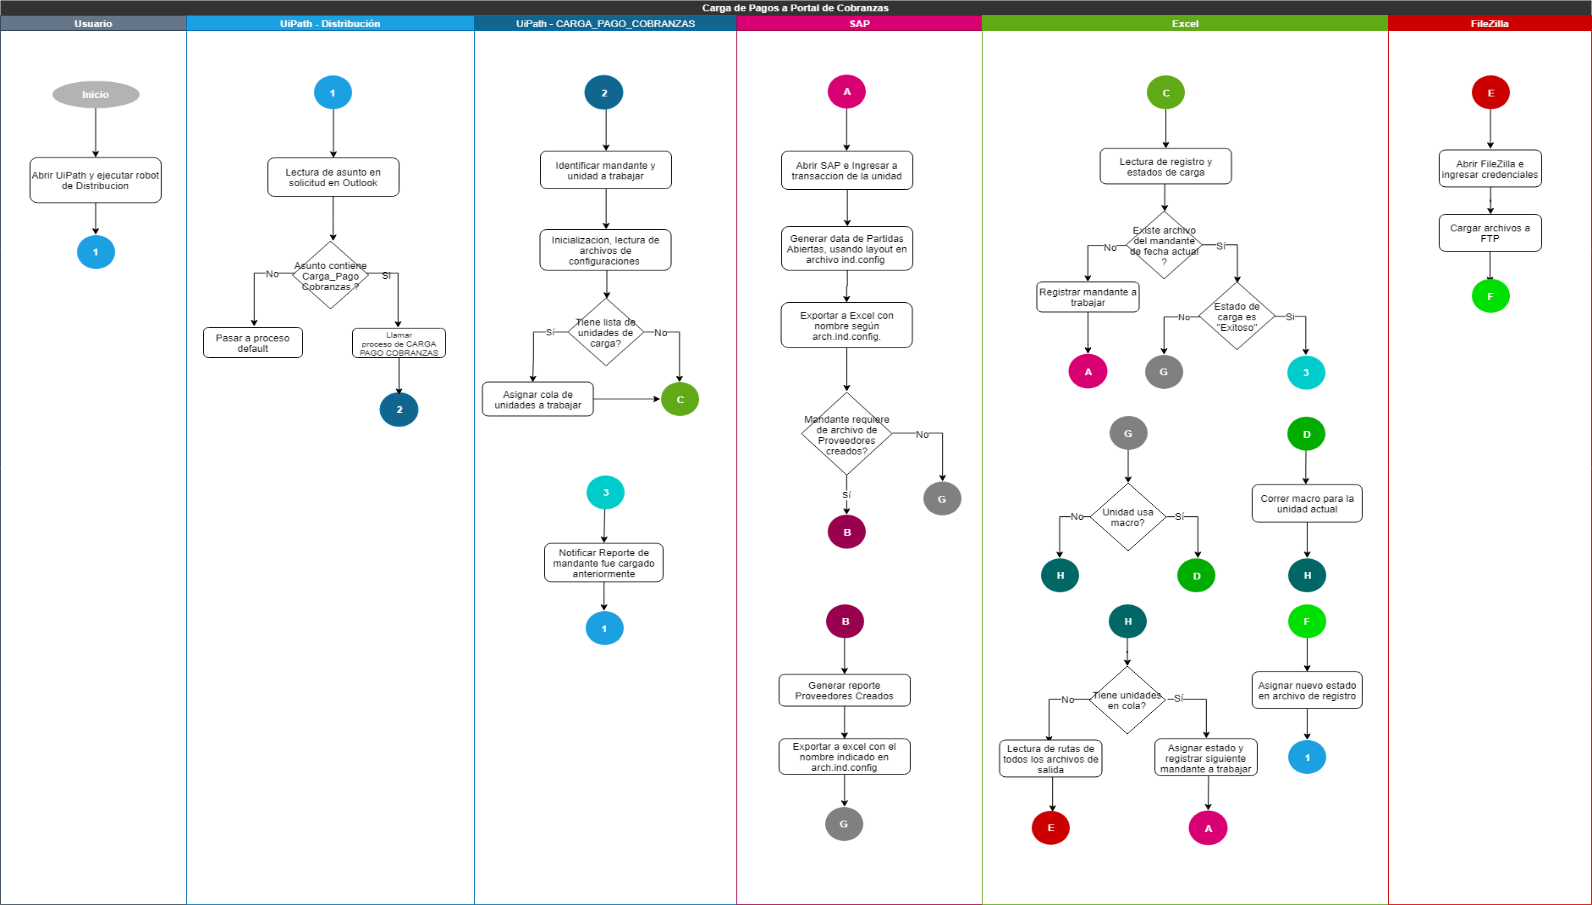 Carga de Pagos a Portal de Cobranzas
Usuario
UiPath - Distribución
UiPath - CARGA_PAGO_COBRANZAS
SAP
Excel
FileZilla
Inicio
Abrir UiPath y ejecutar robot
de Distribucion
1
1
Lectura de asunto en
solicitud en Outlook
Asunto contiene
Carga_Pago
Cobranzas ?
No
Si
Pasar a proceso
default
Llamar
proceso de CARGA
PAGO COBRANZAS
2
2
Identificar mandante y
unidad a trabajar
Inicializacion, lectura de
archivos de
configuraciones
Tiene lista de
unidades de
carga?
Sí
No
Asignar cola de
unidades a trabajar
C
3
Notificar Reporte de
mandante fue cargado
anteriormente
1
A
Abrir SAP e Ingresar a
transaccion de la unidad
Generar data de Partidas
Abiertas, usando layout en
archivo ind.config
Exportar a Excel con
nombre según
arch.ind.config.
Mandante requiere
de archivo de
Proveedores
creados?
No
Sí
G
B
B
Generar reporte
Proveedores Creados
Exportar a excel con el
nombre indicado en
arch.ind.config
G
C
Lectura de registro y
estados de carga
Existe archivo
del mandante
de fecha actual
?
No
Sí
Registrar mandante a
trabajar
A
Estado de
carga es
"Exitoso"
No
Si
G
3
G
Unidad usa
macro?
No
Sí
H
D
D
Correr macro para la
unidad actual
H
H
Tiene unidades
en cola?
No
Sí
Lectura de rutas de
todos los archivos de
salida
E
Asignar estado y
registrar siguiente
mandante a trabajar
A
F
Asignar nuevo estado
en archivo de registro
1
E
Abrir FileZilla e
ingresar credenciales
Cargar archivos a
FTP
F